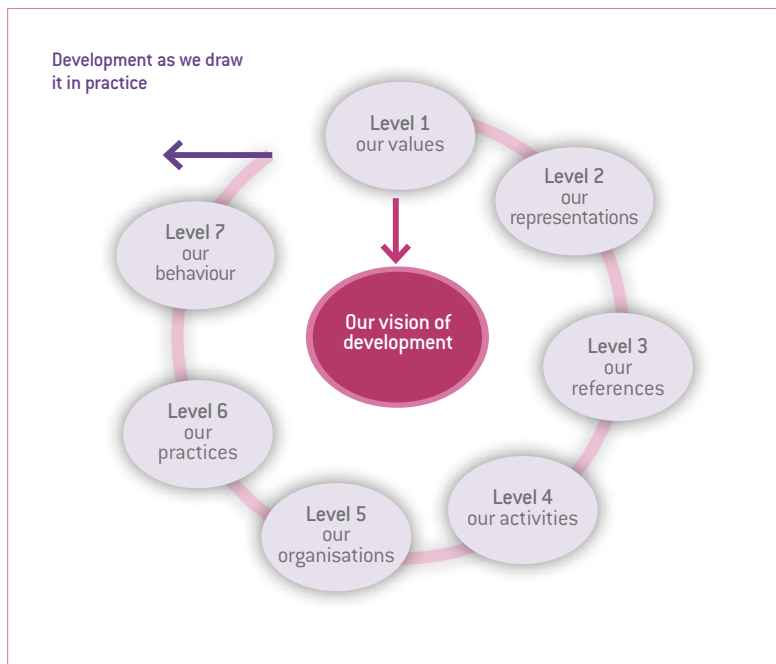 Development as we draw
it in practice
Level 1
our values
Level 2
our
representations
Level 3
our
references
Level 4
our activities
Level 5
our
organisations
Level 6
our
practices
Level 7
our
behaviour
Our vision of
development